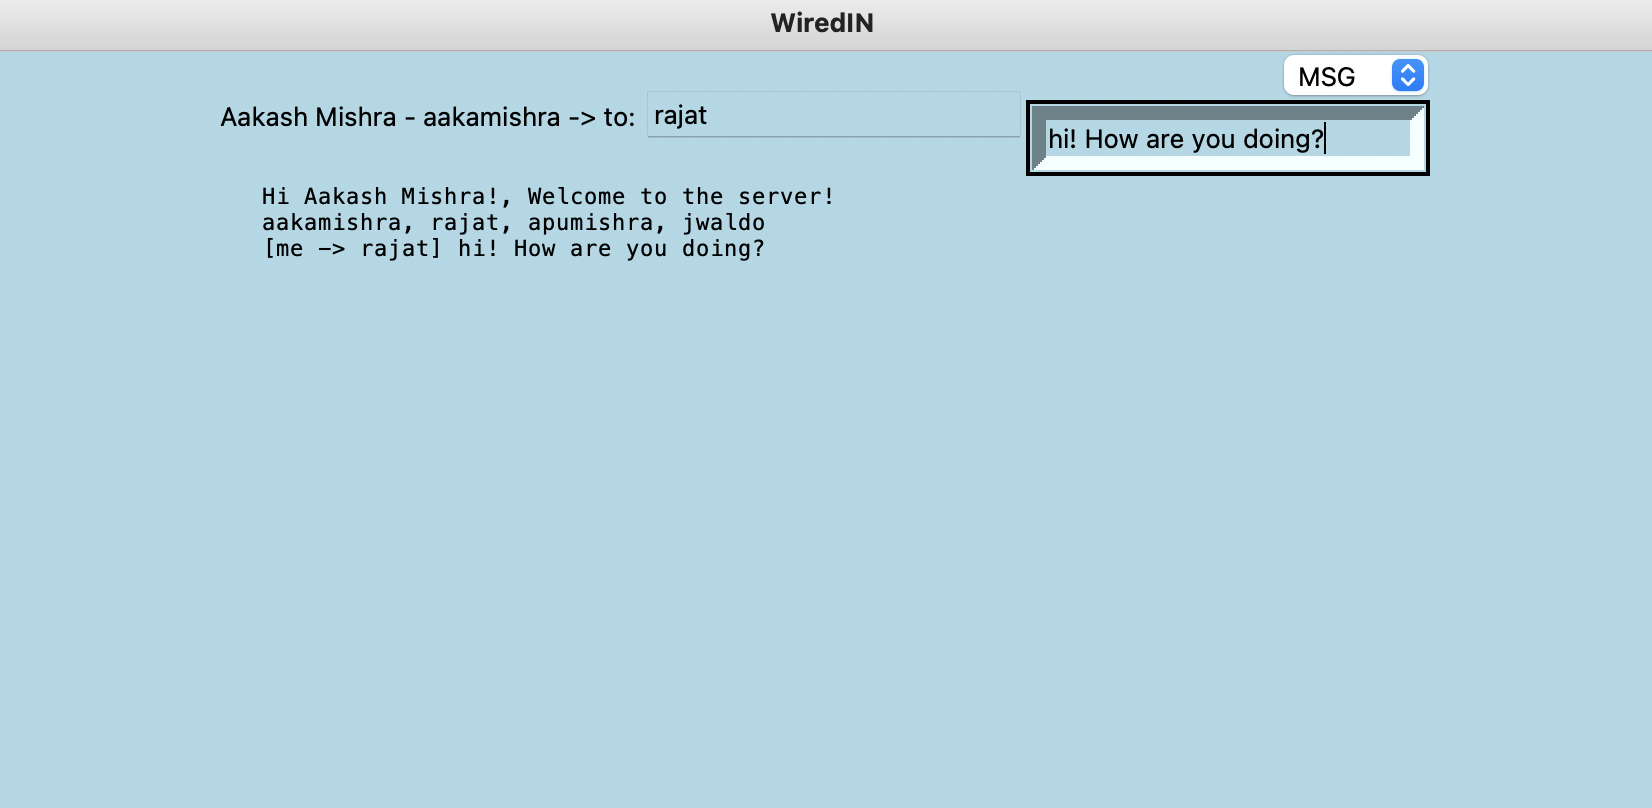 WiredIN
MSG
Aakash Mishra - aakamishra -> to: rajat
hi! How are you doing?
Hi Aakash Mishra!, Welcome to the server!
aakamishra, rajat, apumishra, jwaldo
[me -> rajat] hi! How are you doing?